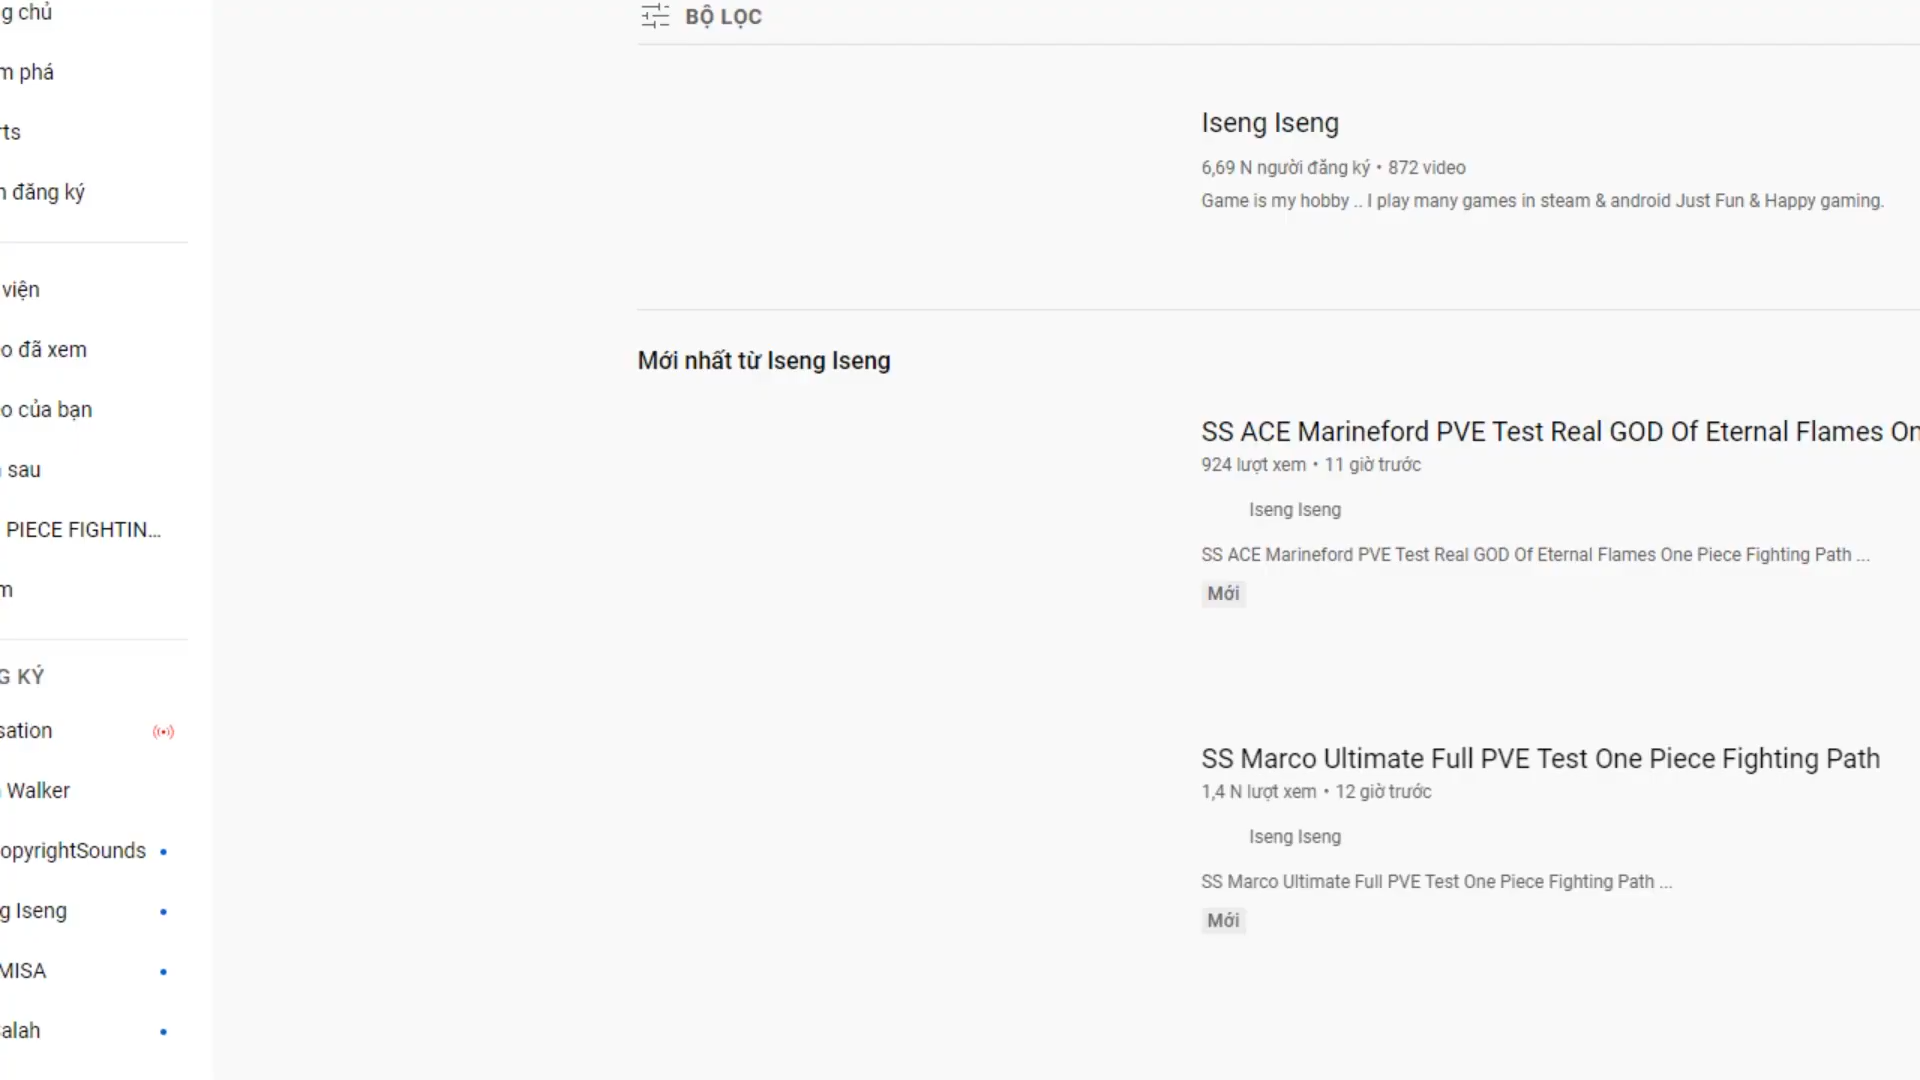 g chủ
m phá
rts
n đăng ký
viện
o đã xem
o của bạn
sau
PIECE FIGHTIN...
m
G KÝ
sation
Walker
opyrightSounds
g Iseng
MISA
alah
BỘ LỌC
Iseng Iseng
6,69 N người đăng ký • 872 video
Game is my hobby .. I play many games in steam & android Just Fun & Happy gaming.
Mới nhất từ Iseng Iseng
SS ACE Marineford PVE Test Real GOD Of Eternal Flames On
924 lượt xem • 11 giờ trước
Iseng Iseng
SS ACE Marineford PVE Test Real GOD Of Eternal Flames One Piece Fighting Path ...
Mới
SS Marco Ultimate Full PVE Test One Piece Fighting Path
1,4 N lượt xem • 12 giờ trước
Iseng Iseng
SS Marco Ultimate Full PVE Test One Piece Fighting Path ...
Mới